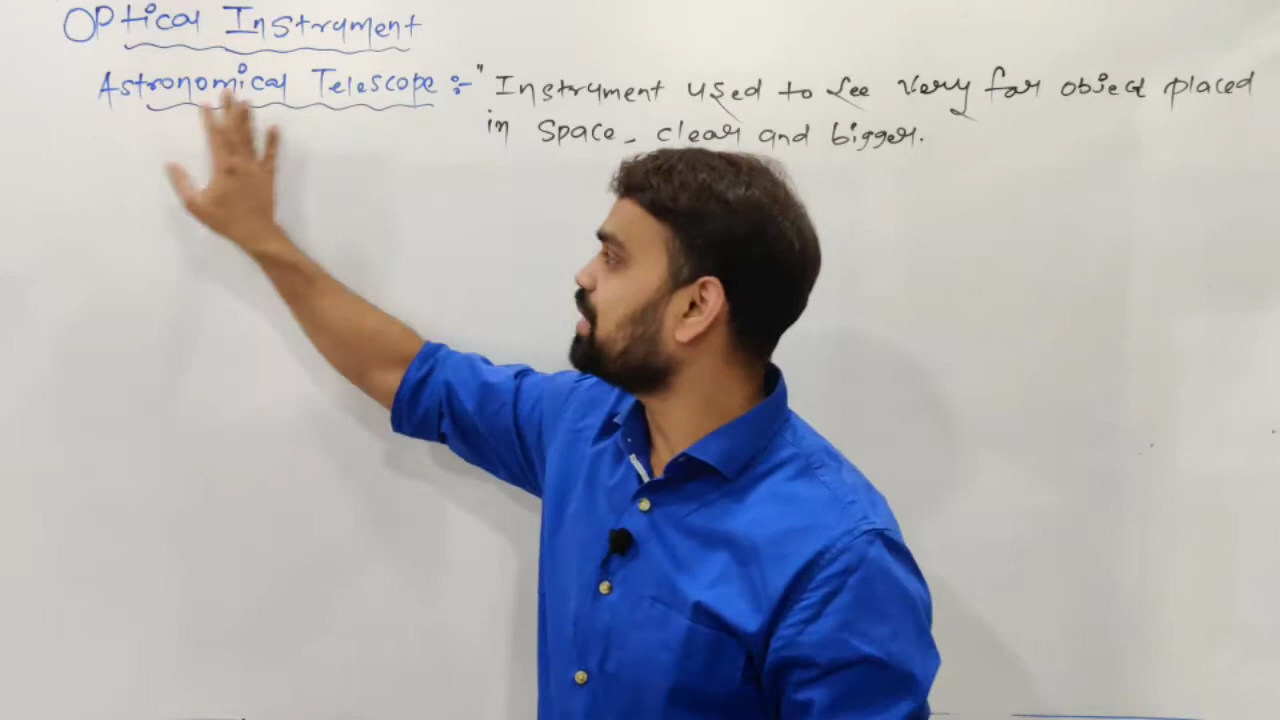 Optical Instrument
Astronomical Telescope :- " Instrument used to see very far object placed
in space - clear and bigger.